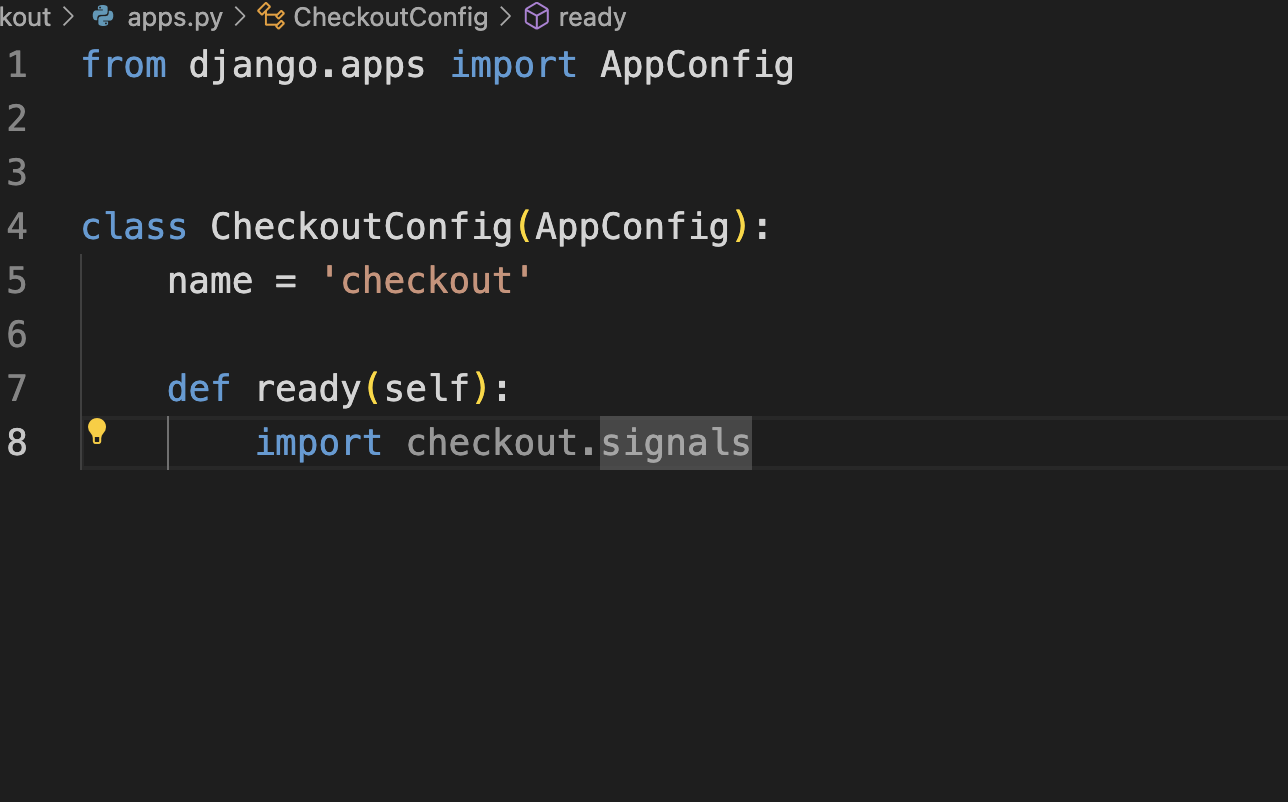 kout > apps.py > CheckoutConfig > ready
1 from django.apps import AppConfig
2
3
4 class CheckoutConfig(AppConfig):
5     name = 'checkout'
6
7     def ready(self):
8         import checkout.signals